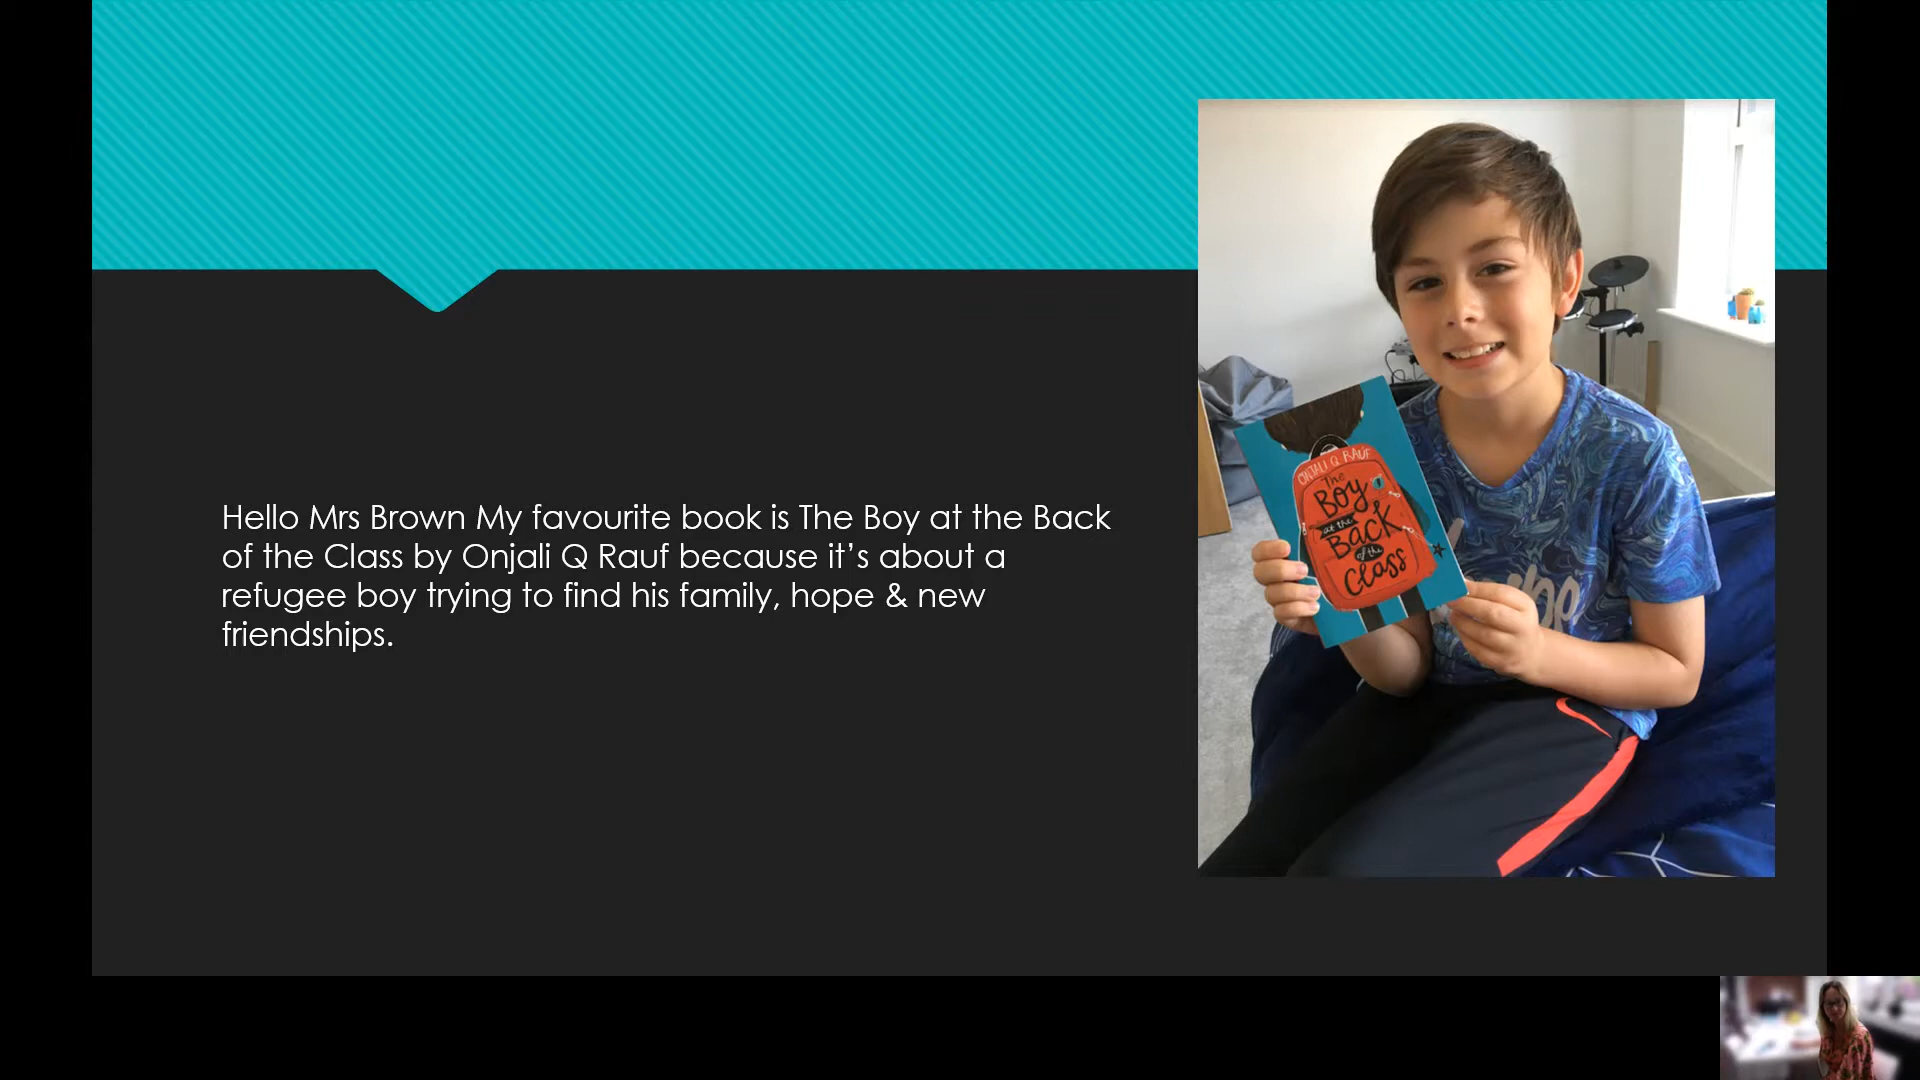 Hello Mrs Brown My favourite book is The Boy at the Back
of the Class by Onjali Q Rauf because it’s about a
refugee boy trying to find his family, hope & new
friendships.
ONJALI Q RAUF
The
BOY
at the
BACK
of the
Class